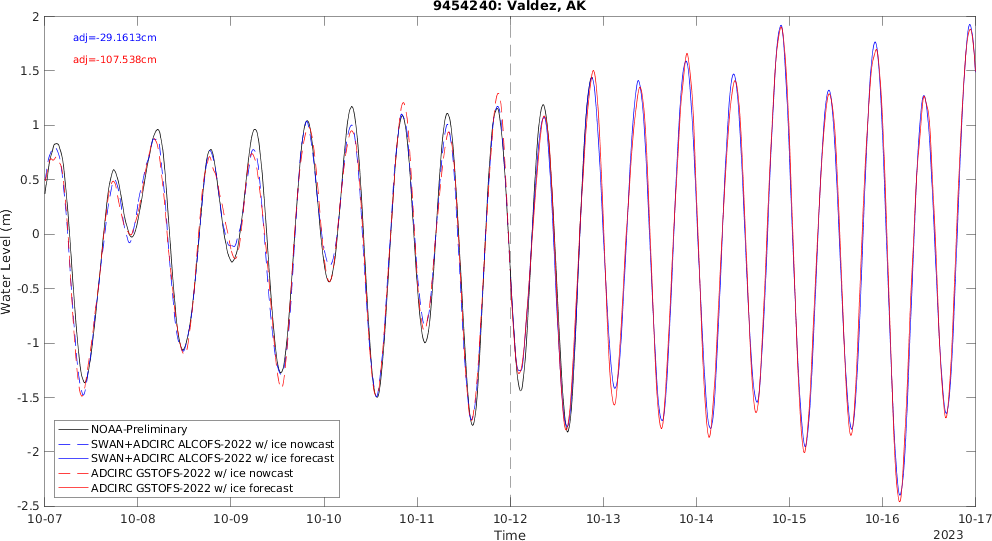 9454240: Valdez, AK
adj=-29.1613cm
adj=-107.538cm
2
1.5
1
0.5
0
-0.5
-1
-1.5
-2
-2.5
Water Level (m)
NOAA-Preliminary
SWAN+ADCIRC ALCOFS-2022 w/ ice nowcast
SWAN+ADCIRC ALCOFS-2022 w/ ice forecast
ADCIRC GSTOFS-2022 w/ ice nowcast
ADCIRC GSTOFS-2022 w/ ice forecast
10-07 10-08 10-09 10-10 10-11 10-12 10-13 10-14 10-15 10-16 10-17
Time
2023